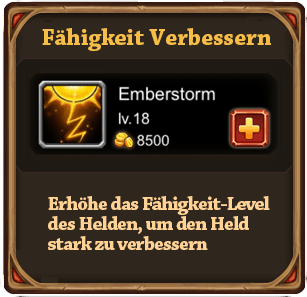 Fähigkeit Verbessern
Emberstorm
lv.18
8500
Erhöhe das Fähigkeit-Level
des Helden, um den Held
stark zu verbessern